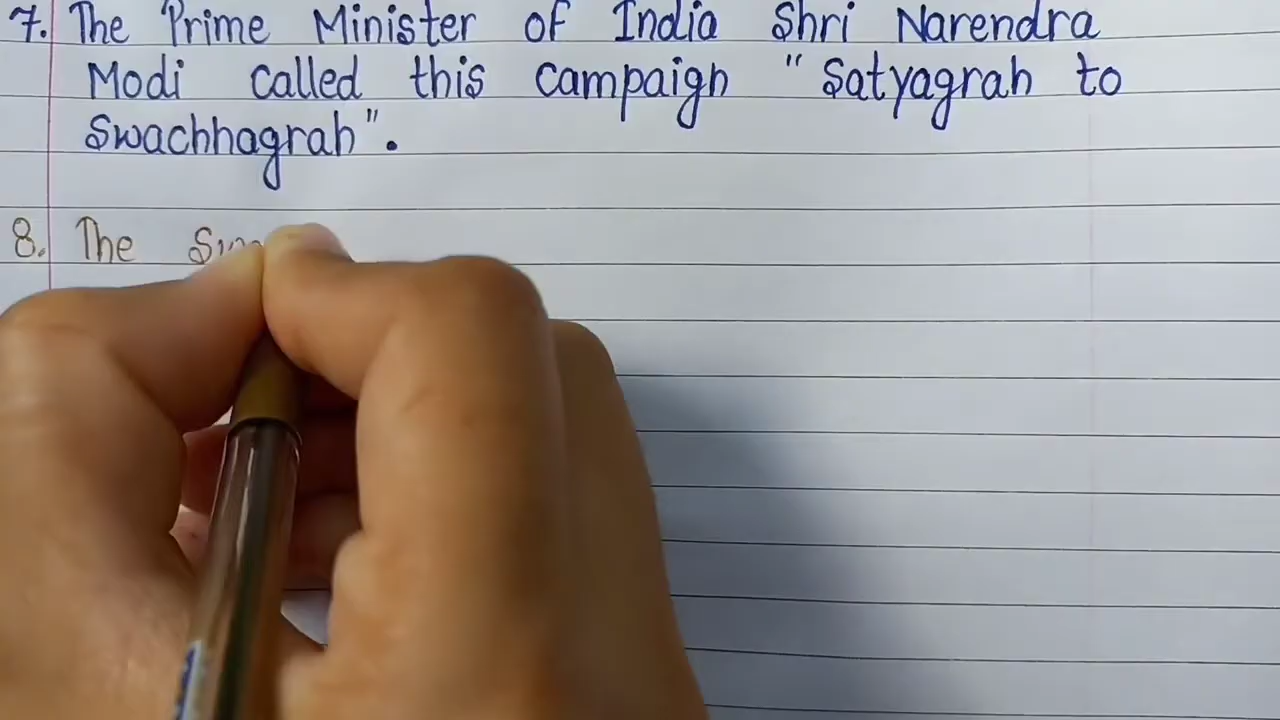 7. The Prime Minister of India Shri Narendra
Modi called this campaign "Satyagrah to
Swachhagrah".
8. The